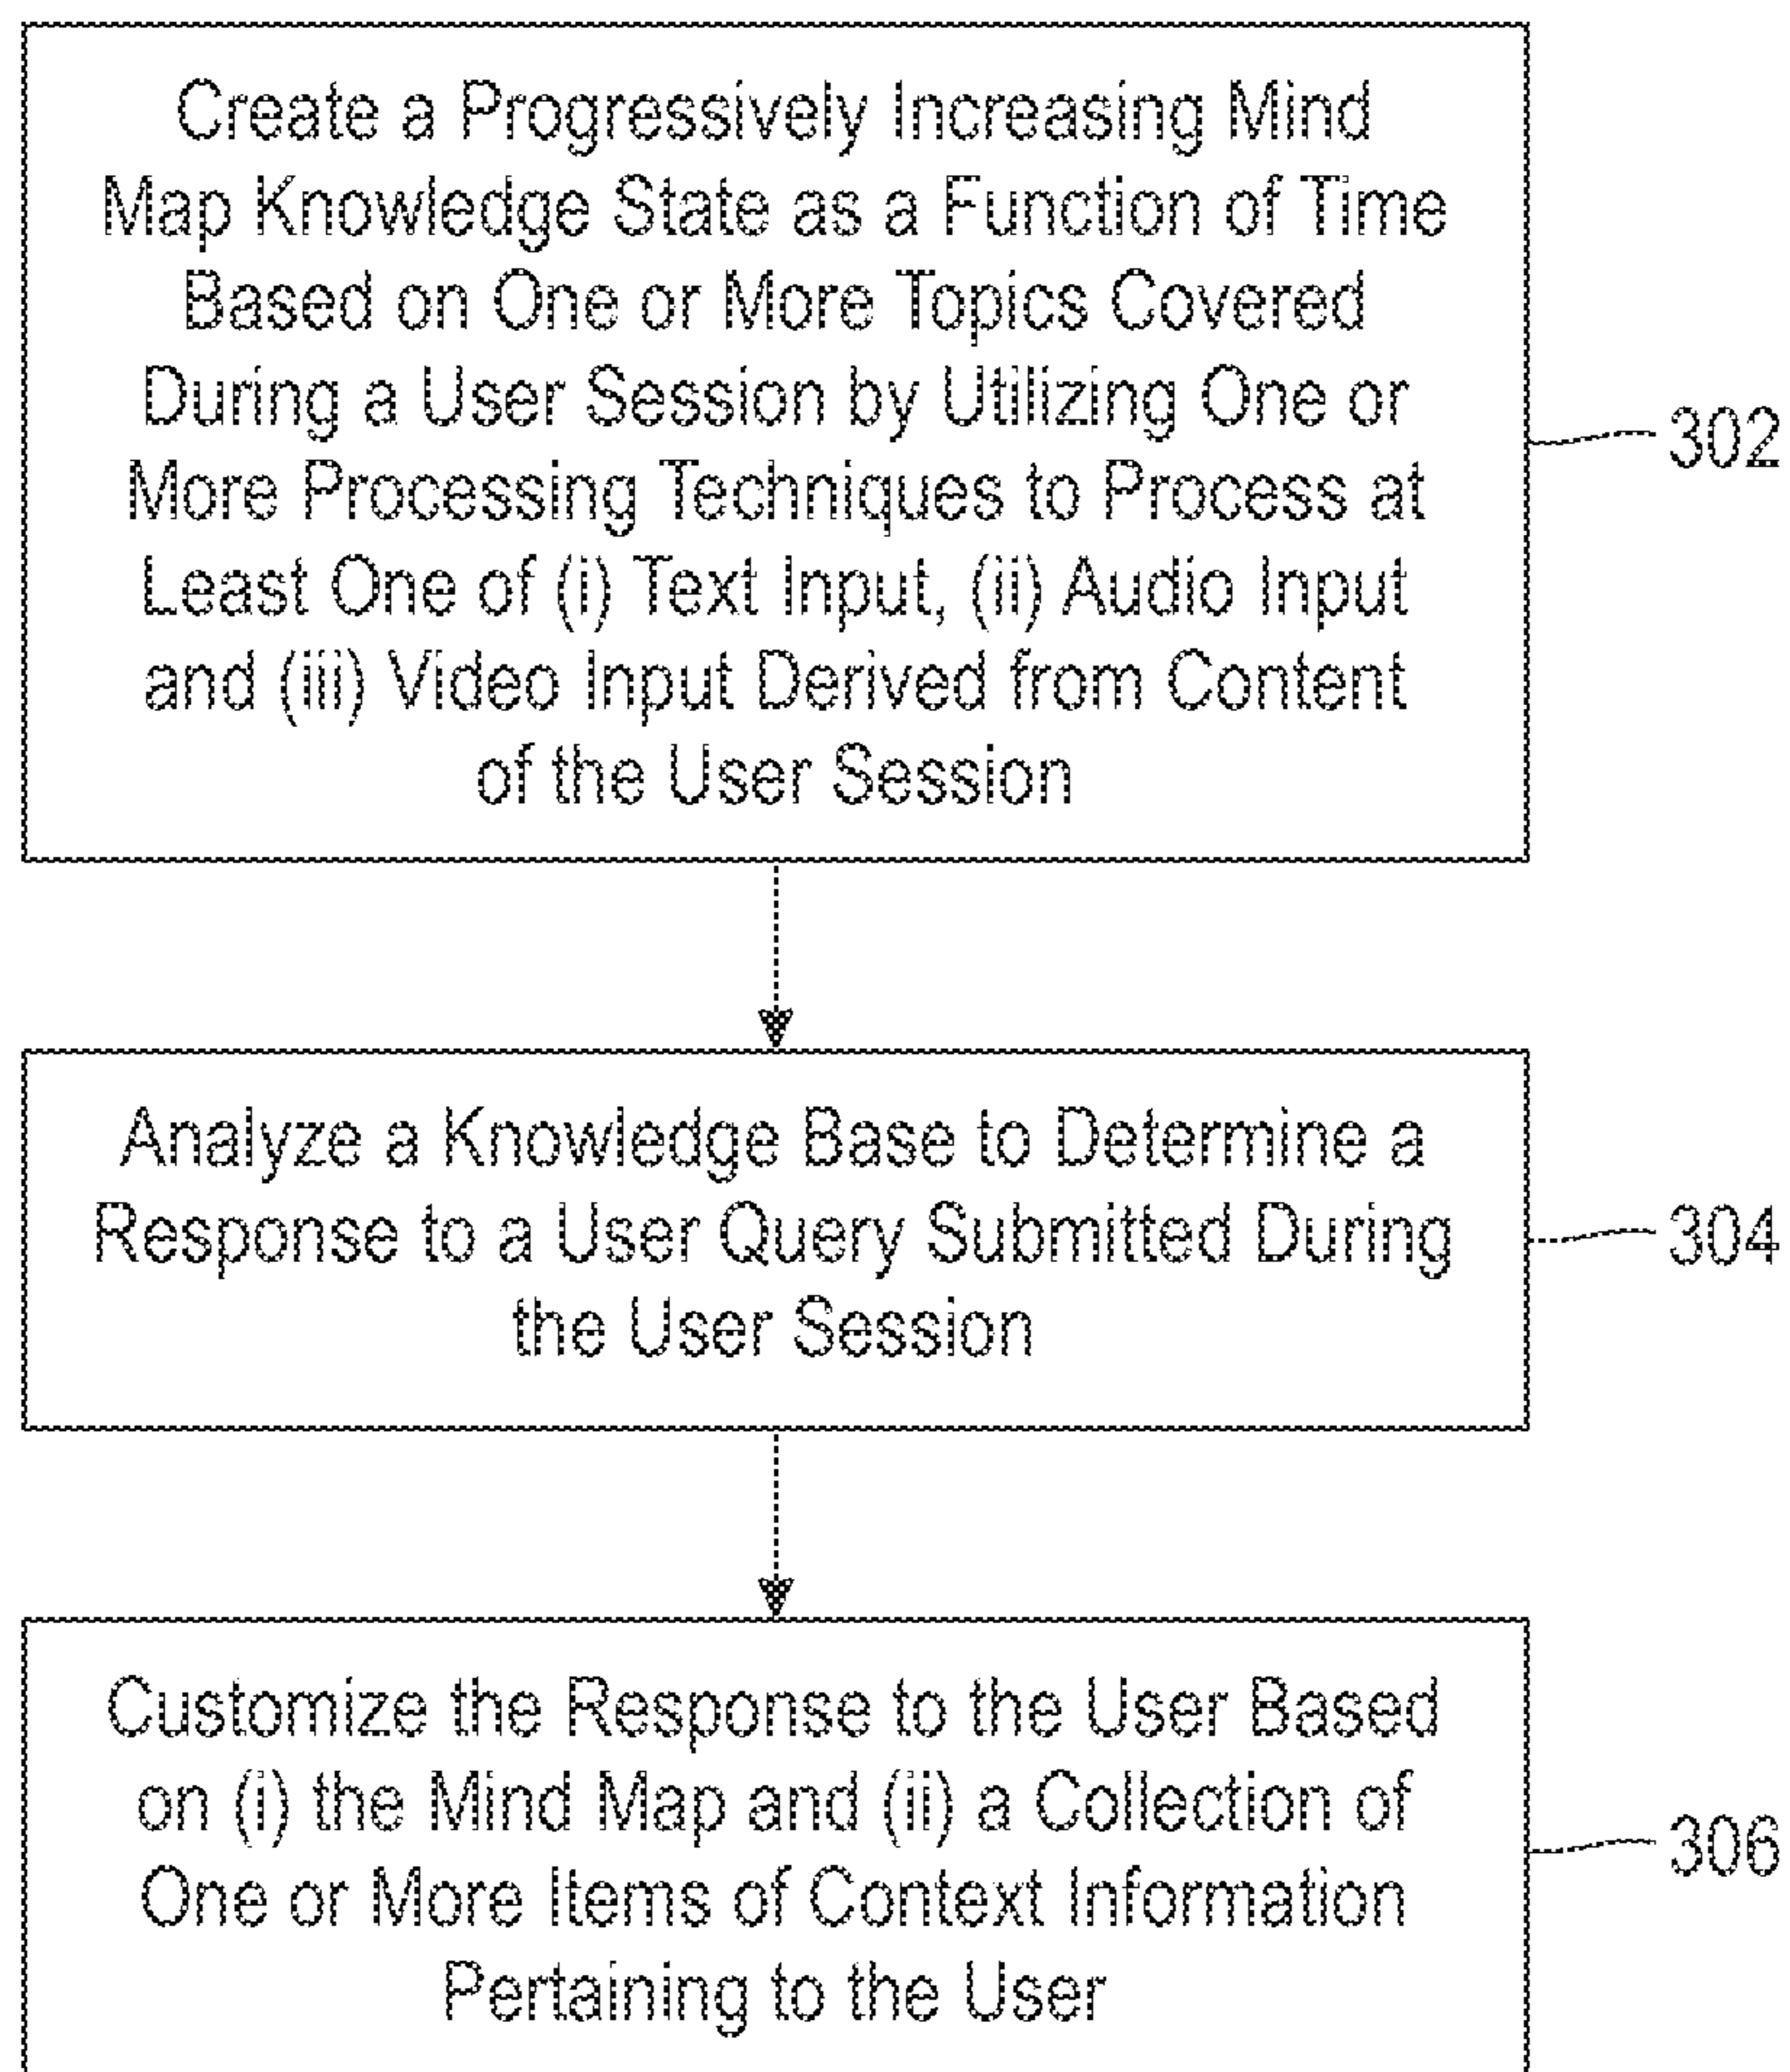 Create a Progressively Increasing Mind
Map Knowledge State as a Function of Time
Based on One or More Topics Covered
During a User Session by Utilizing One or
More Processing Techniques to Process at
Least One of (i) Text Input, (ii) Audio Input
and (iii) Video Input Derived from Content
of the User Session
302
Analyze a Knowledge Base to Determine a
Response to a User Query Submitted During
the User Session
304
Customize the Response to the User Based
on (i) the Mind Map and (ii) a Collection of
One or More Items of Context Information
Pertaining to the User
306